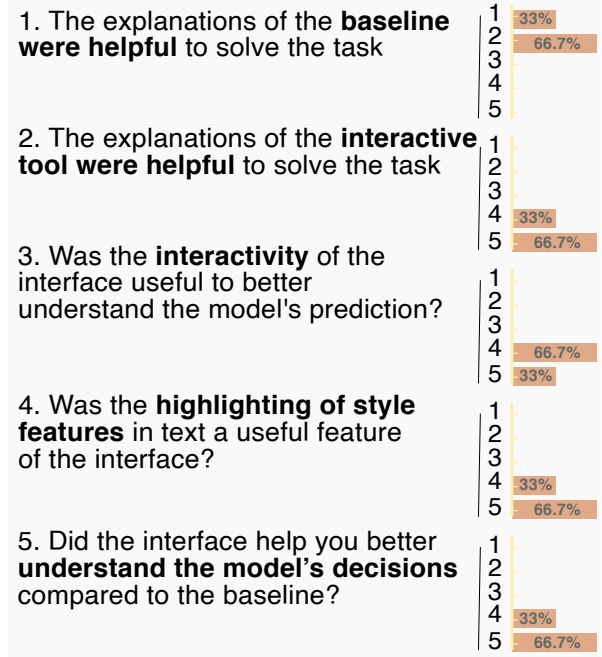 1. The explanations of the baseline
were helpful to solve the task
1
33%
2
66.7%
3
4
5
2. The explanations of the interactive
tool were helpful to solve the task
1
2
3
4
33%
5
66.7%
3. Was the interactivity of the
interface useful to better
understand the model's prediction?
1
2
3
4
66.7%
5
33%
4. Was the highlighting of style
features in text a useful feature
of the interface?
1
2
3
4
33%
5
66.7%
5. Did the interface help you better
understand the model’s decisions
compared to the baseline?
1
2
3
4
33%
5
66.7%